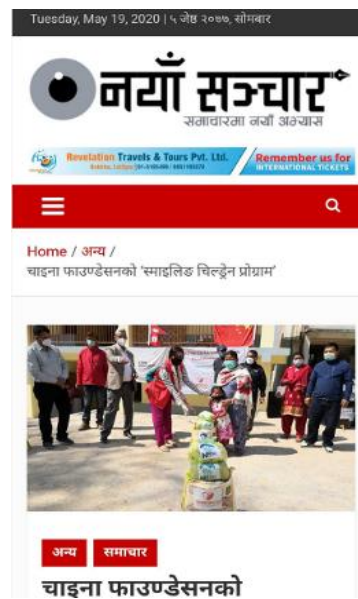 Tuesday, May 19, 2020 | ५ जेष्ठ २०७७, सोमबार
नयाँ सञ्चार
समाचारमा नयाँ अभ्यास
Revelation Travels & Tours Pvt. Ltd.
Remember us for
INTERNATIONAL TICKETS
Home / अन्य /
चाइना फाउण्डेसनको ‘स्माइलिङ चिल्ड्रेन प्रोग्राम’
अन्य
समाचार
चाइना फाउण्डेसनको